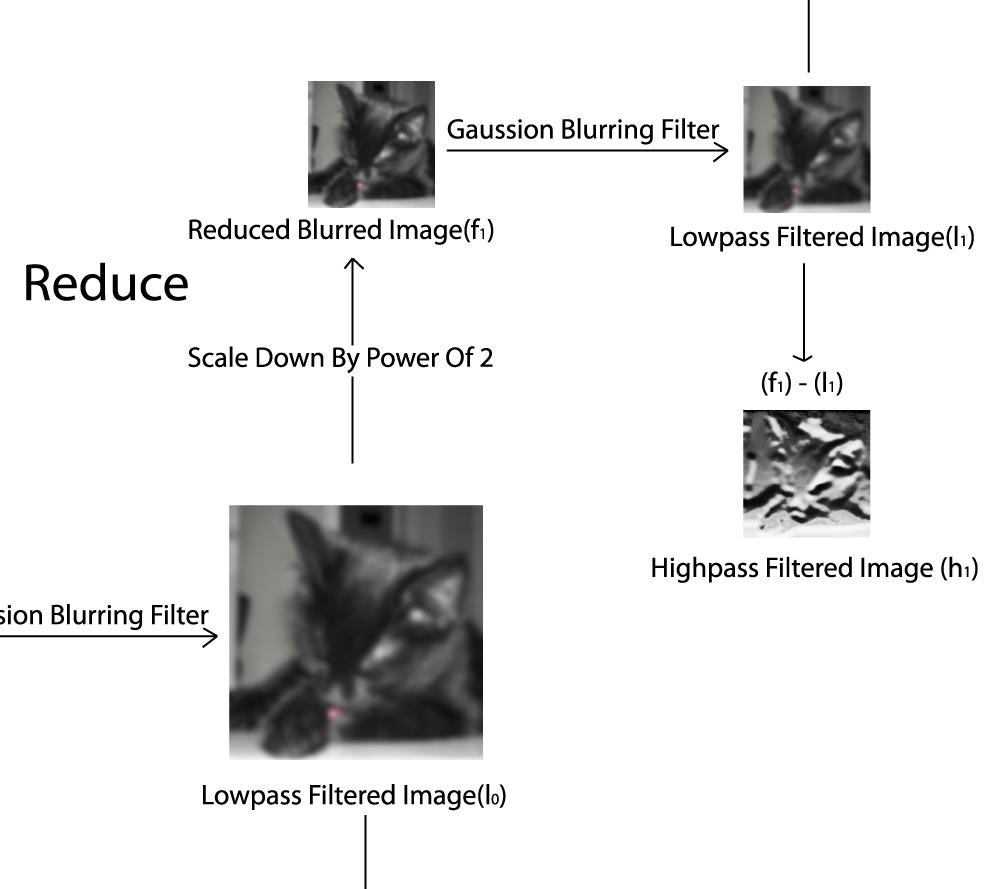 Gaussion Blurring Filter
Reduced Blurred Image(f₁)
Lowpass Filtered Image(l₁)
Reduce
Scale Down By Power Of 2
(f₁) - (l₁)
Highpass Filtered Image (h₁)
sion Blurring Filter
Lowpass Filtered Image(l₀)